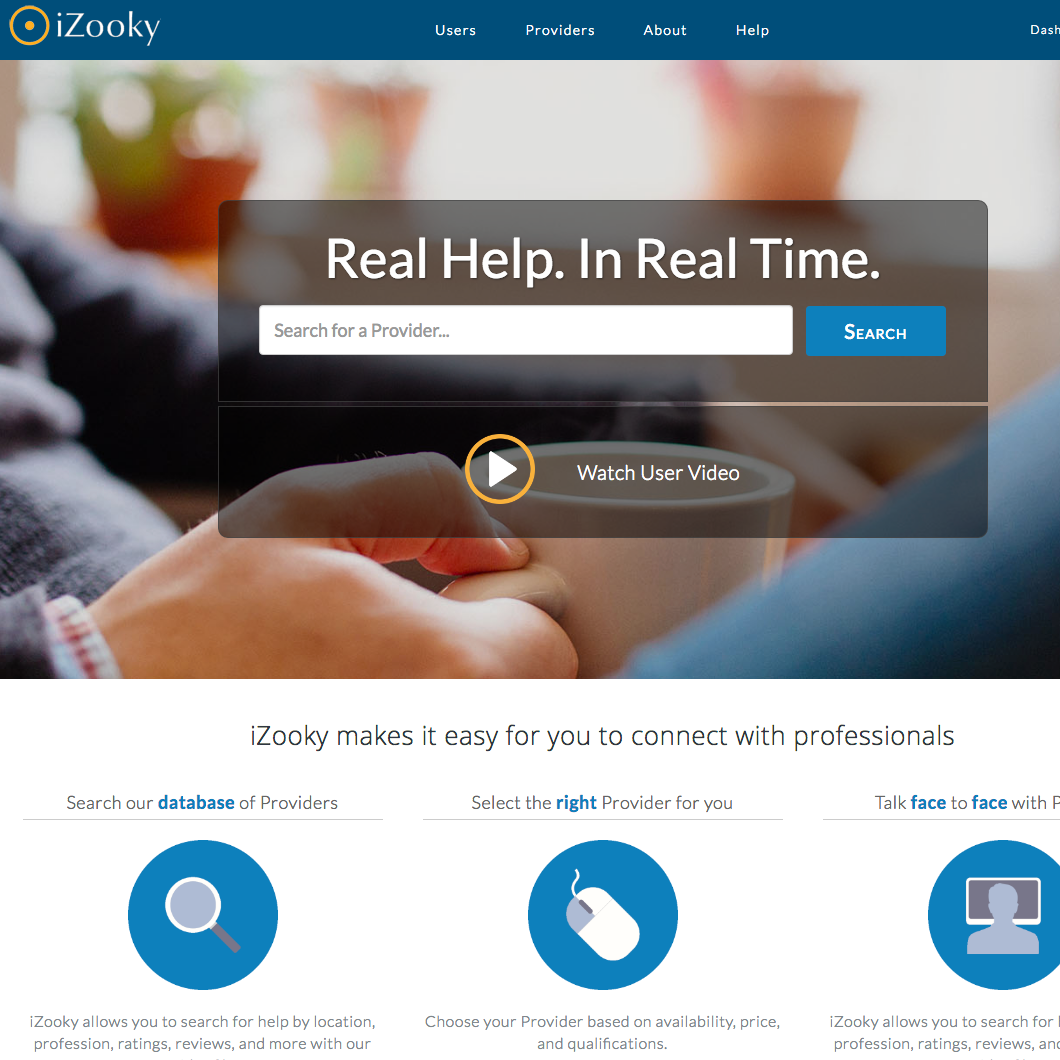 iZooky
Users Providers About Help
Real Help. In Real Time.
Search for a Provider...
Search
Watch User Video
iZooky makes it easy for you to connect with professionals
Search our database of Providers
Select the right Provider for you
Talk face to face with
iZooky allows you to search for help by location,
profession, ratings, reviews, and more with our
Choose your Provider based on availability, price,
and qualifications.
iZooky allows you to search for
profession, ratings, reviews, and